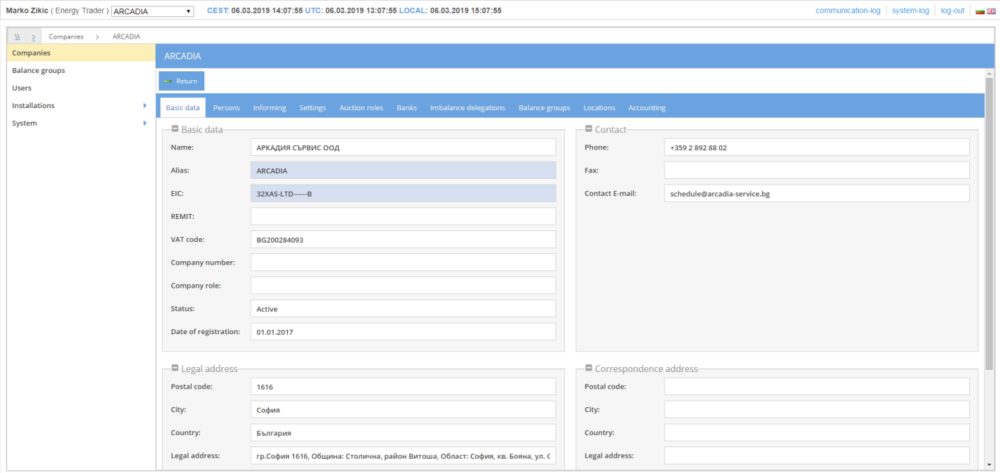 Marko Zikic ( Energy Trader ) ARCADIA CEST: 06.03.2019 14:07:55 UTC: 06.03.2019 13:07:55 LOCAL: 06.03.2019 15:07:55 communication-log system-log log-out
\\ > Companies > ARCADIA
Companies
Balance groups
Users
Installations
System
ARCADIA
Return
Basic data Persons Informing Settings Auction roles Banks Imbalance delegations Balance groups Locations Accounting
Basic data
Name: АРКАДИЯ СЪРВИС ООД
Alias: ARCADIA
EIC: 32XAS-LTD------B
REMIT:
VAT code: BG200284093
Company number:
Company role:
Status: Active
Date of registration: 01.01.2017
Contact
Phone: +359 2 892 88 02
Fax:
Contact E-mail: schedule@arcadia-service.bg
Legal address
Postal code: 1616
City: София
Country: България
Legal address: гр.София 1616, Община: Столична, район Витоша, Област: София, кв. Бояна, ул.
Correspondence address
Postal code:
City:
Country:
Legal address: